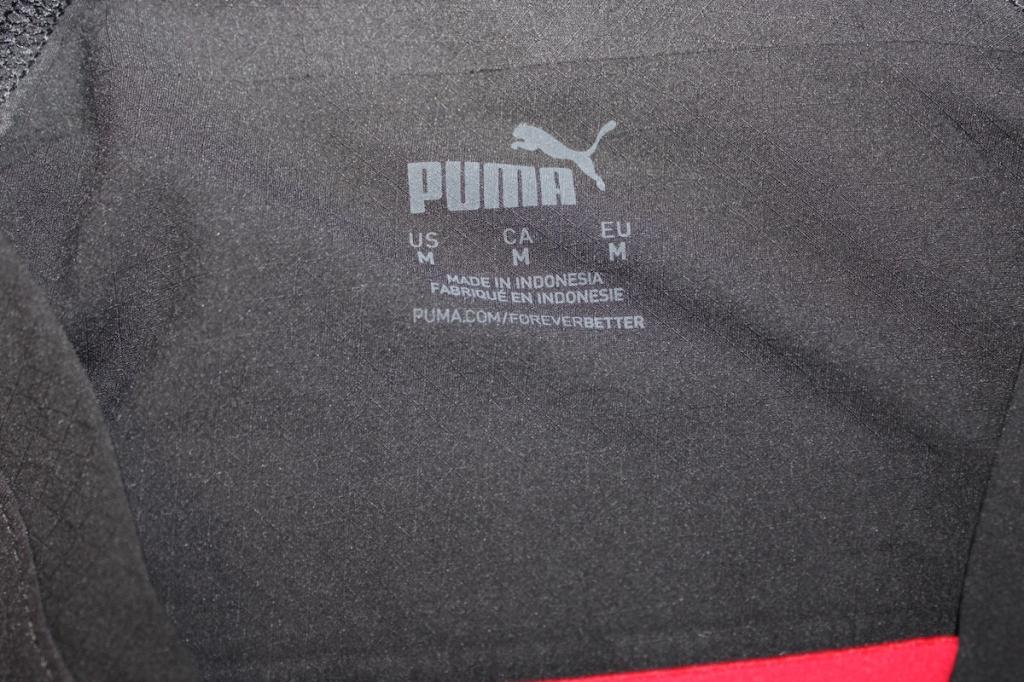 PUMA
US CA EU
M M M
MADE IN INDONESIA
FABRIQUÉ EN INDONESIE
PUMA.COM/FOREVERBETTER